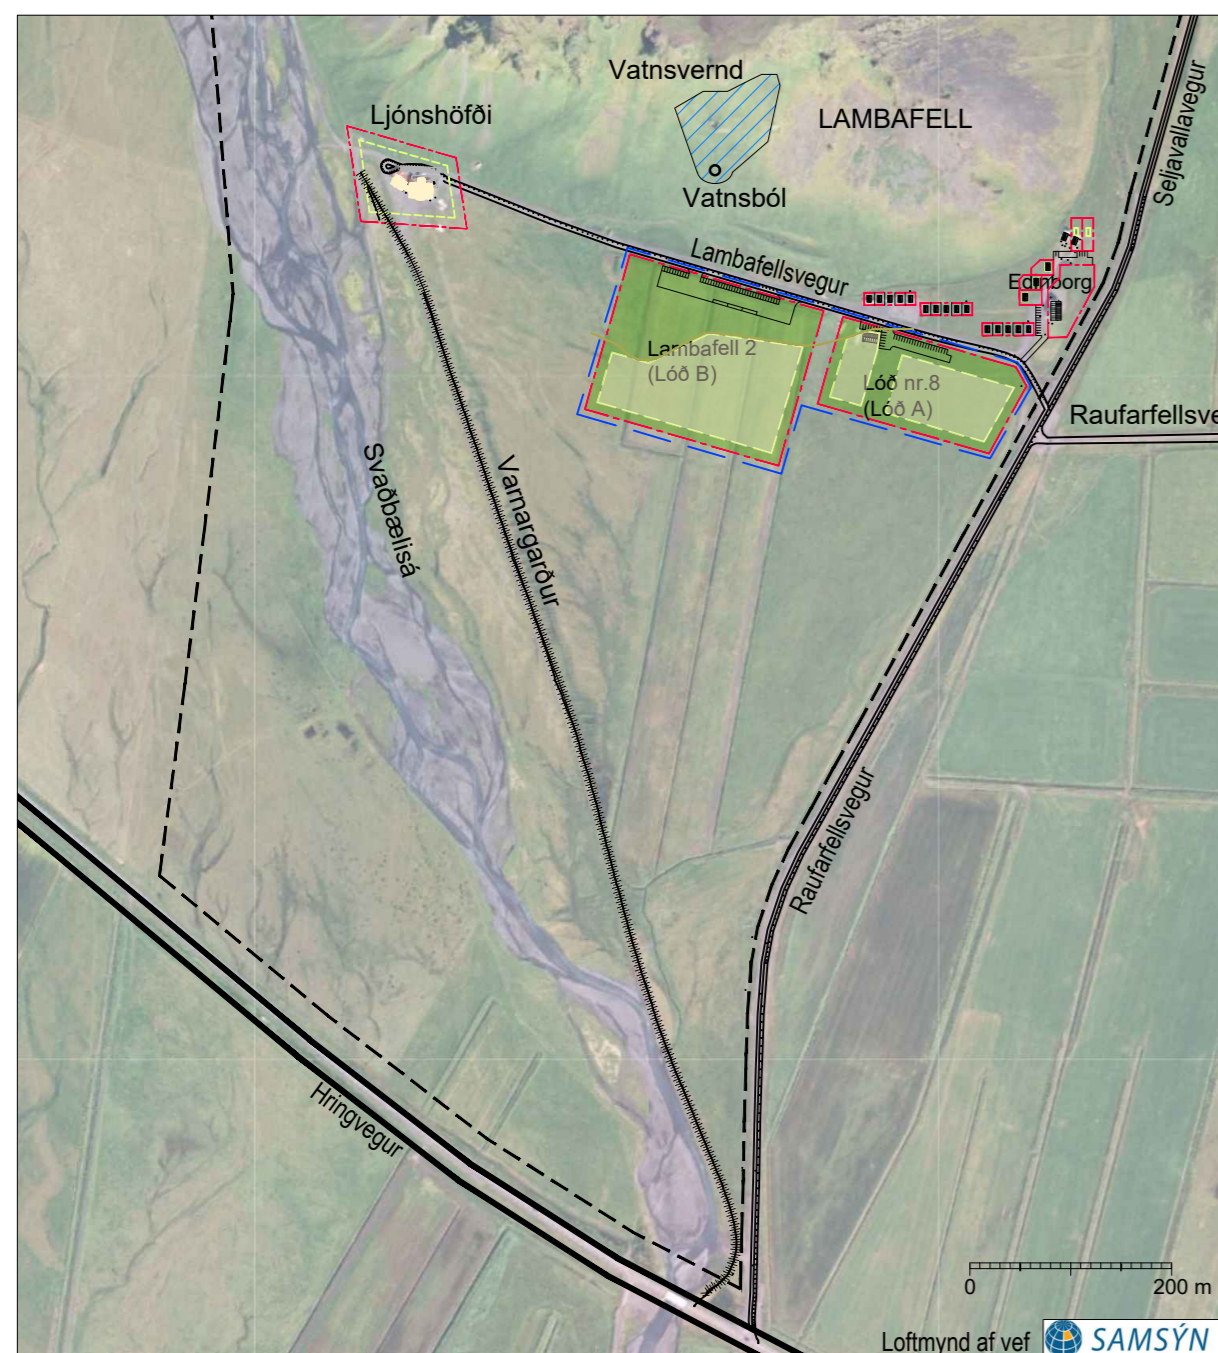 Vatnsvernd
LAMBAFELL
Ljónshöfði
Vatnsból
Seljavallavegur
Lambafellsvegur
Edinborg
Lambafell 2
(Lóð B)
Lóð nr.8
(Lóð A)
Raufarfellsve
Svaðbælisá
Varnargarður
Raufarfellsvegur
Hringvegur
0 200 m
Loftmynd af vef SAMSÝN